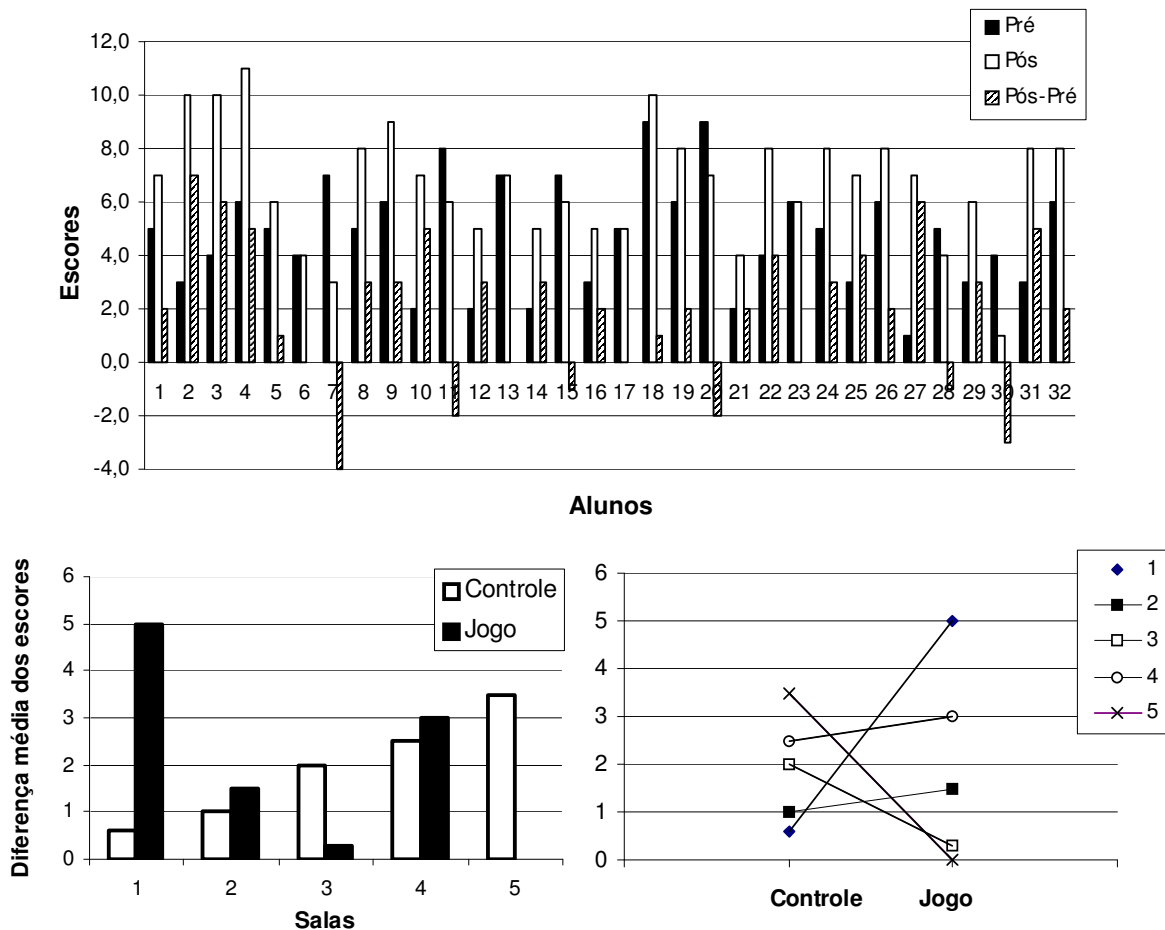 Pré
Pós
Pós-Pré
12,0
10,0
8,0
6,0
4,0
2,0
0,0
-2,0
-4,0
Escores
1 2 3 4 5 6 7 8 9 10 11 12 13 14 15 16 17 18 19 20 21 22 23 24 25 26 27 28 29 30 31 32
Alunos
Diferença média dos escores
6
5
4
3
2
1
0
Controle
Jogo
1 2 3 4 5
Salas
6
5
4
3
2
1
0
Controle Jogo
1
2
3
4
5